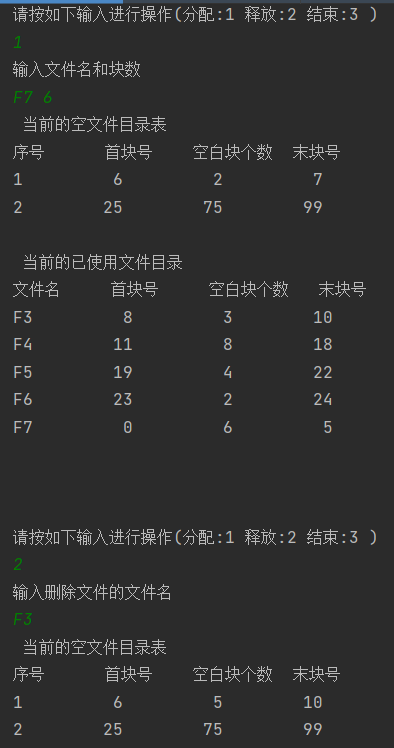 请按如下输入进行操作(分配:1 释放:2 结束:3 )
1
输入文件名和块数
F7 6
当前的空文件目录表
序号 首块号 空白块个数 末块号
1 6 2 7
2 25 75 99
当前的已使用文件目录
文件名 首块号 空白块个数 末块号
F3 8 3 10
F4 11 8 18
F5 19 4 22
F6 23 2 24
F7 0 6 5
请按如下输入进行操作(分配:1 释放:2 结束:3 )
2
输入删除文件的文件名
F3
当前的空文件目录表
序号 首块号 空白块个数 末块号
1 6 5 10
2 25 75 99